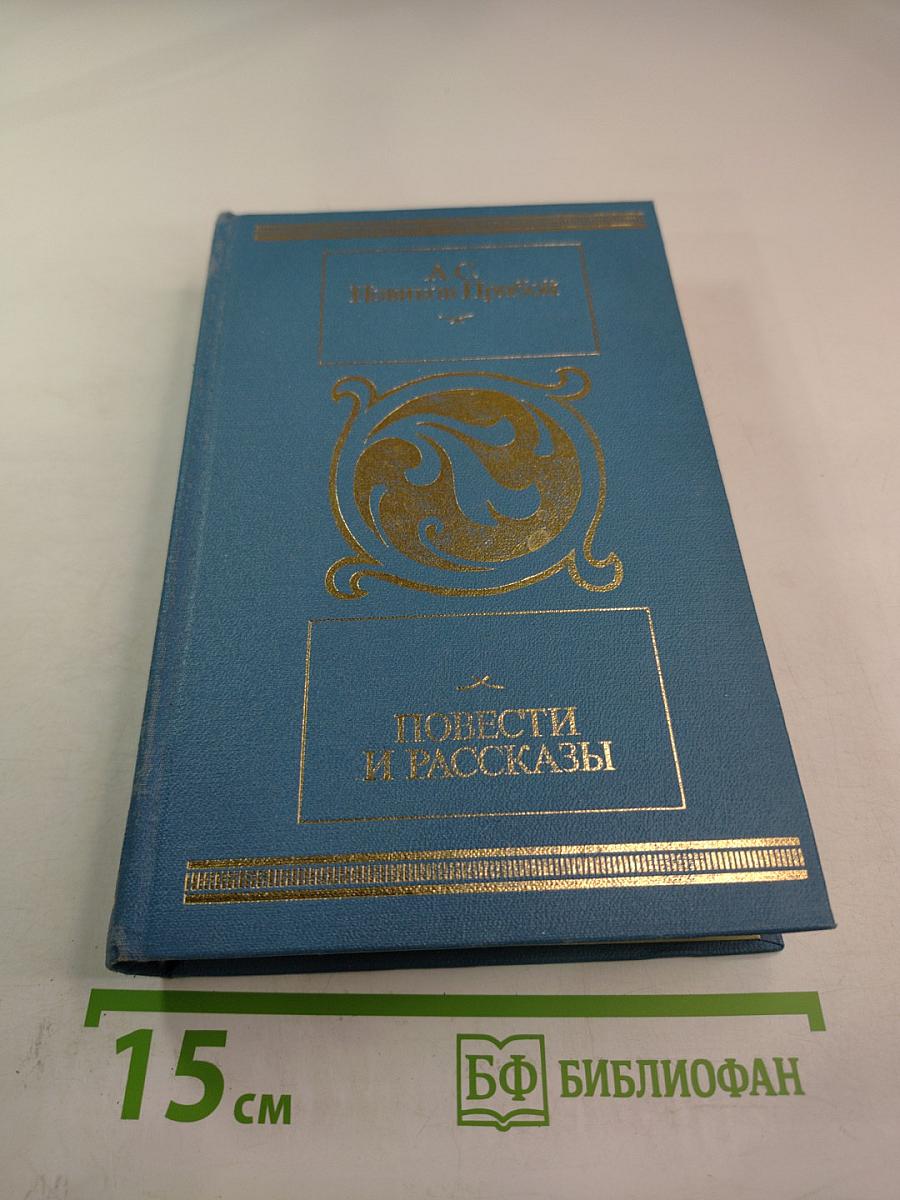 А.С.
Новиков-Прибой
ПОВЕСТИ
И РАССКАЗЫ
15 см
БФ БИБЛИОФАН